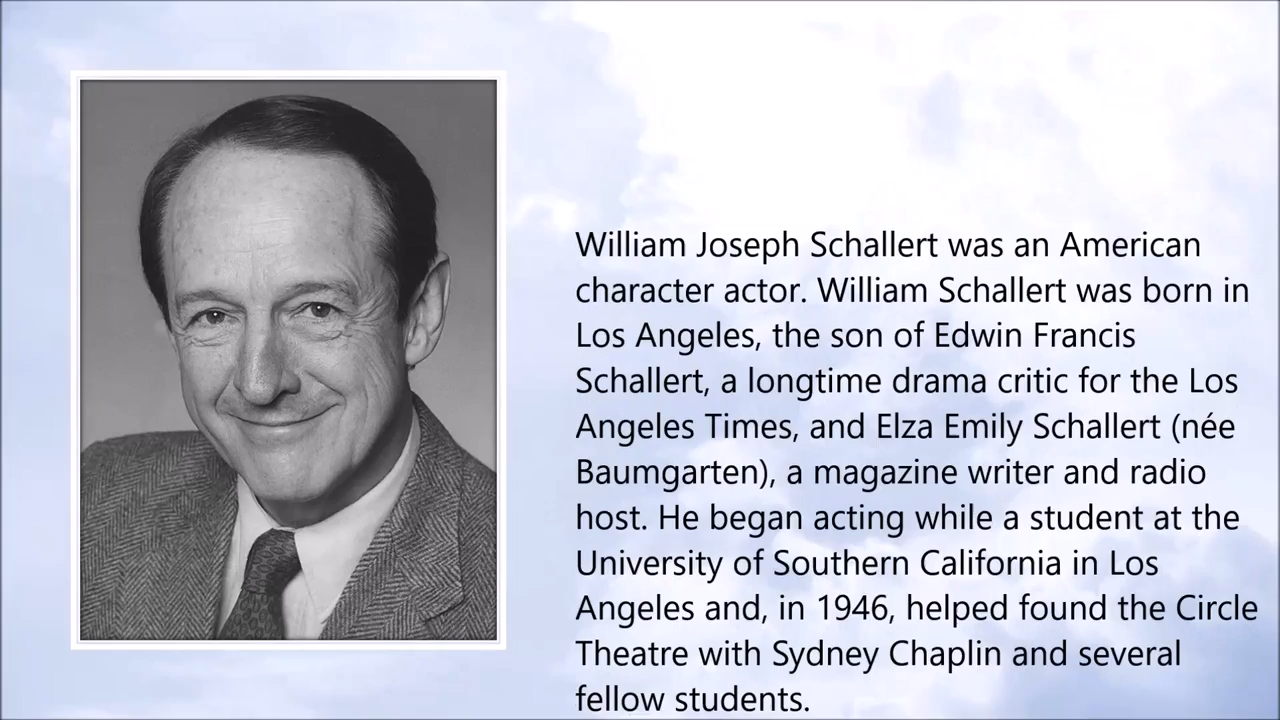 William Joseph Schallert was an American
character actor. William Schallert was born in
Los Angeles, the son of Edwin Francis
Schallert, a longtime drama critic for the Los
Angeles Times, and Elza Emily Schallert (née
Baumgarten), a magazine writer and radio
host. He began acting while a student at the
University of Southern California in Los
Angeles and, in 1946, helped found the Circle
Theatre with Sydney Chaplin and several
fellow students.